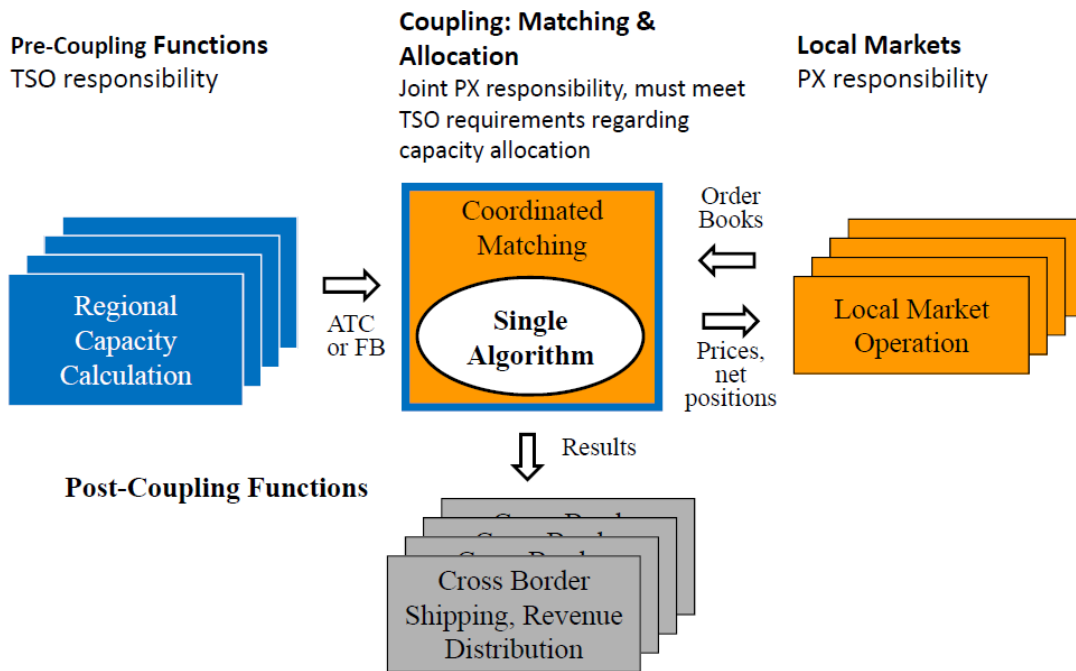 Pre-Coupling Functions
TSO responsibility
Coupling: Matching &
Allocation
Joint PX responsibility, must meet
TSO requirements regarding
capacity allocation
Local Markets
PX responsibility
Regional
Capacity
Calculation
ATC
or FB
Coordinated
Matching
Single
Algorithm
Order
Books
Prices,
net
positions
Local Market
Operation
Results
Post-Coupling Functions
Cross Border
Shipping, Revenue
Distribution